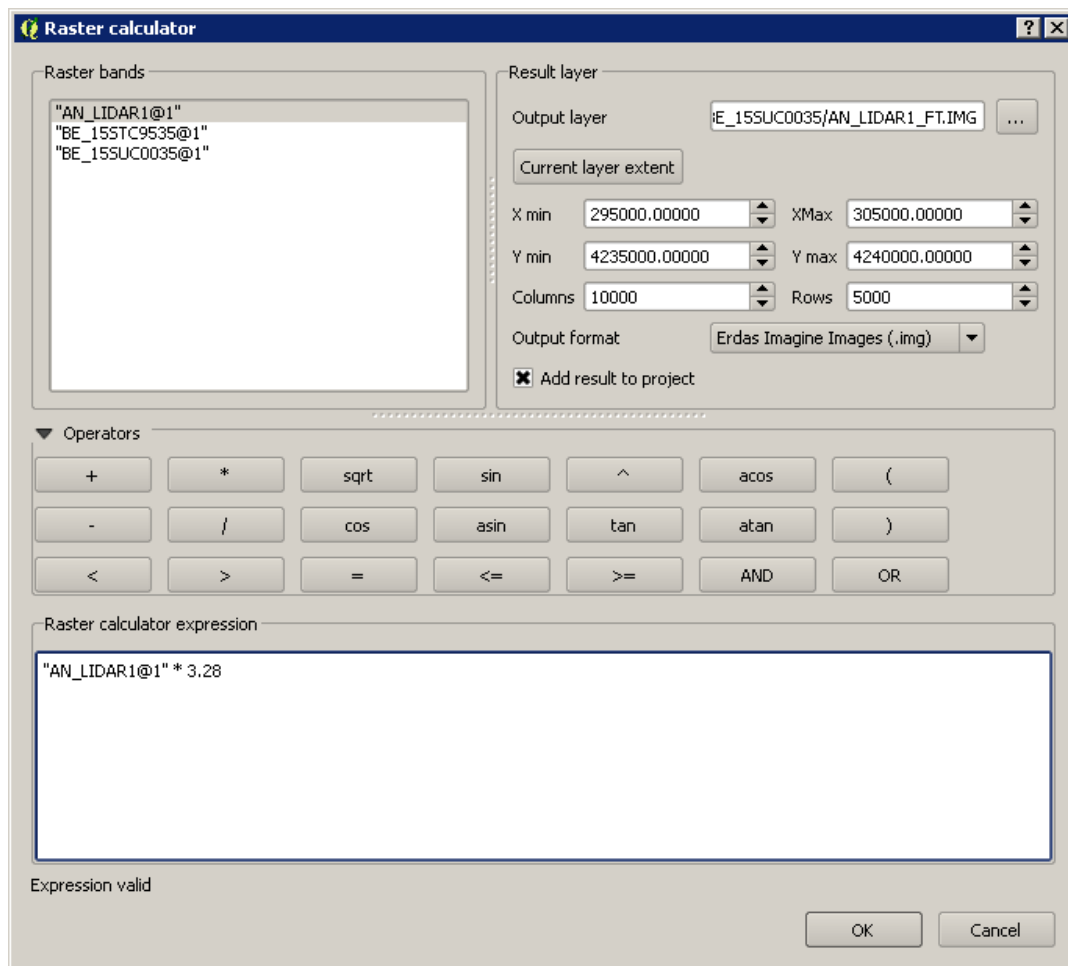 Raster calculator
Raster bands
"AN_LIDAR1@1"
"BE_15STC9535@1"
"BE_15SUC0035@1"
Result layer
Output layer E_15SUC0035/AN_LIDAR1_FT.IMG ...
Current layer extent
X min 295000.00000 XMax 305000.00000
Y min 4235000.00000 Y max 4240000.00000
Columns 10000 Rows 5000
Output format Erdas Imagine Images (.img)
Add result to project
Operators
+ * sqrt sin ^ acos (
- / cos asin tan atan )
< > = <= >= AND OR
Raster calculator expression
"AN_LIDAR1@1" * 3.28
Expression valid
OK Cancel